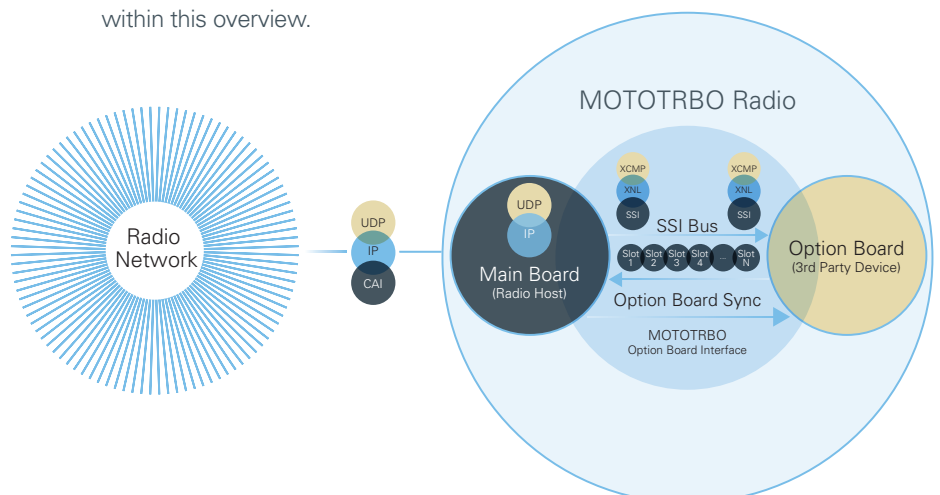 within this overview.
MOTOTRBO Radio
Radio
Network
UDP
IP
CAI
UDP
IP
Main Board
(Radio Host)
XCMP
XNL
SSI
XCMP
XNL
SSI
SSI Bus
Slot 1 Slot 2 Slot 3 Slot 4 ... Slot N
Option Board Sync
MOTOTRBO
Option Board Interface
Option Board
(3rd Party Device)